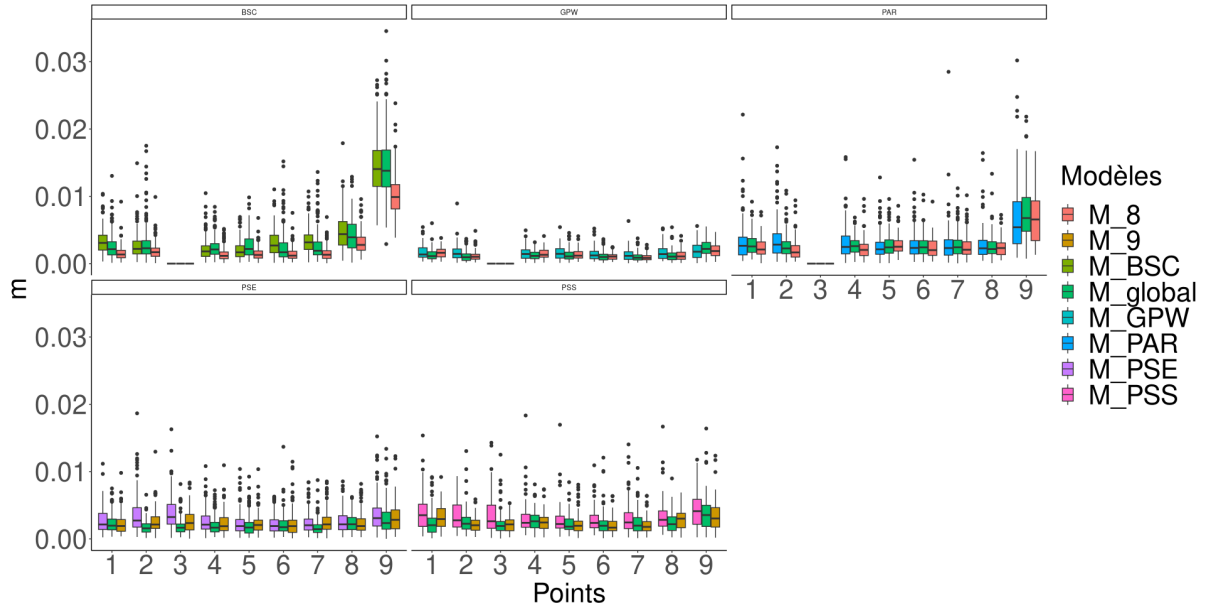 BSC GPW PAR
0.03
0.02
0.01
0.00
m
1 2 3 4 5 6 7 8 9
PSE PSS
0.03
0.02
0.01
0.00
1 2 3 4 5 6 7 8 9 1 2 3 4 5 6 7 8 9
Points
Modèles
M_8
M_9
M_BSC
M_global
M_GPW
M_PAR
M_PSE
M_PSS